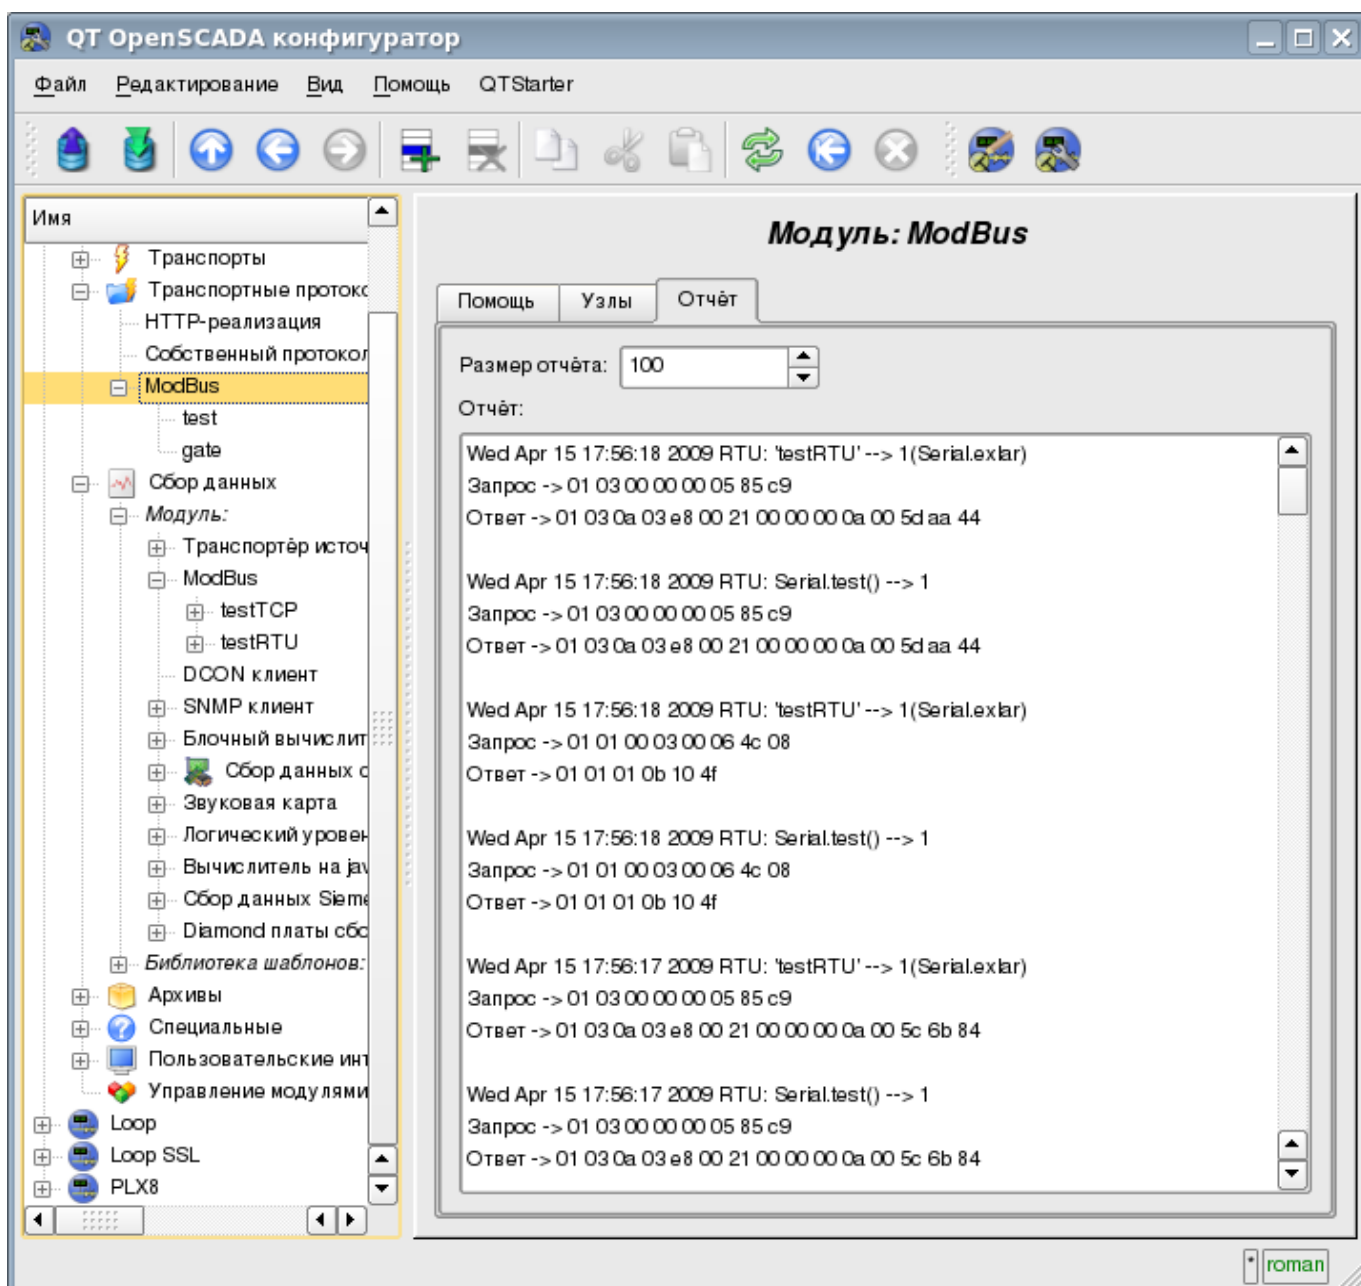 QT OpenSCADA конфигуратор
Файл Редактирование Вид Помощь QTStarter
Имя
Транспорты
Транспортные протокс
HTTP-реализация
Собственный протокол
ModBus
test
gate
Сбор данных
Модуль:
Транспортёр источ
ModBus
testTCP
testRTU
DCON клиент
SNMP клиент
Блочный вычислит
Сбор данных с
Звуковая карта
Логический уровен
Вычислитель на jav
Сбор данных Sieme
Diamond платы сбо
Библиотека шаблонов:
Архивы
Специальные
Пользовательские инт
Управление модулями
Loop
Loop SSL
PLX8
Модуль: ModBus
Помощь Узлы Отчёт
Размер отчёта: 100
Отчёт:
Wed Apr 15 17:56:18 2009 RTU: 'testRTU' --> 1(Serial.exlar)
Запрос -> 01 03 00 00 00 05 85 c9
Ответ -> 01 03 0a 03 e8 00 21 00 00 00 0a 00 5d aa 44
Wed Apr 15 17:56:18 2009 RTU: Serial.test() --> 1
Запрос -> 01 03 00 00 00 05 85 c9
Ответ -> 01 03 0a 03 e8 00 21 00 00 00 0a 00 5d aa 44
Wed Apr 15 17:56:18 2009 RTU: 'testRTU' --> 1(Serial.exlar)
Запрос -> 01 01 00 03 00 06 4c 08
Ответ -> 01 01 01 0b 10 4f
Wed Apr 15 17:56:18 2009 RTU: Serial.test() --> 1
Запрос -> 01 01 00 03 00 06 4c 08
Ответ -> 01 01 01 0b 10 4f
Wed Apr 15 17:56:17 2009 RTU: 'testRTU' --> 1(Serial.exlar)
Запрос -> 01 03 00 00 00 05 85 c9
Ответ -> 01 03 0a 03 e8 00 21 00 00 00 0a 00 5c 6b 84
Wed Apr 15 17:56:17 2009 RTU: Serial.test() --> 1
Запрос -> 01 03 00 00 00 05 85 c9
Ответ -> 01 03 0a 03 e8 00 21 00 00 00 0a 00 5c 6b 84
* roman